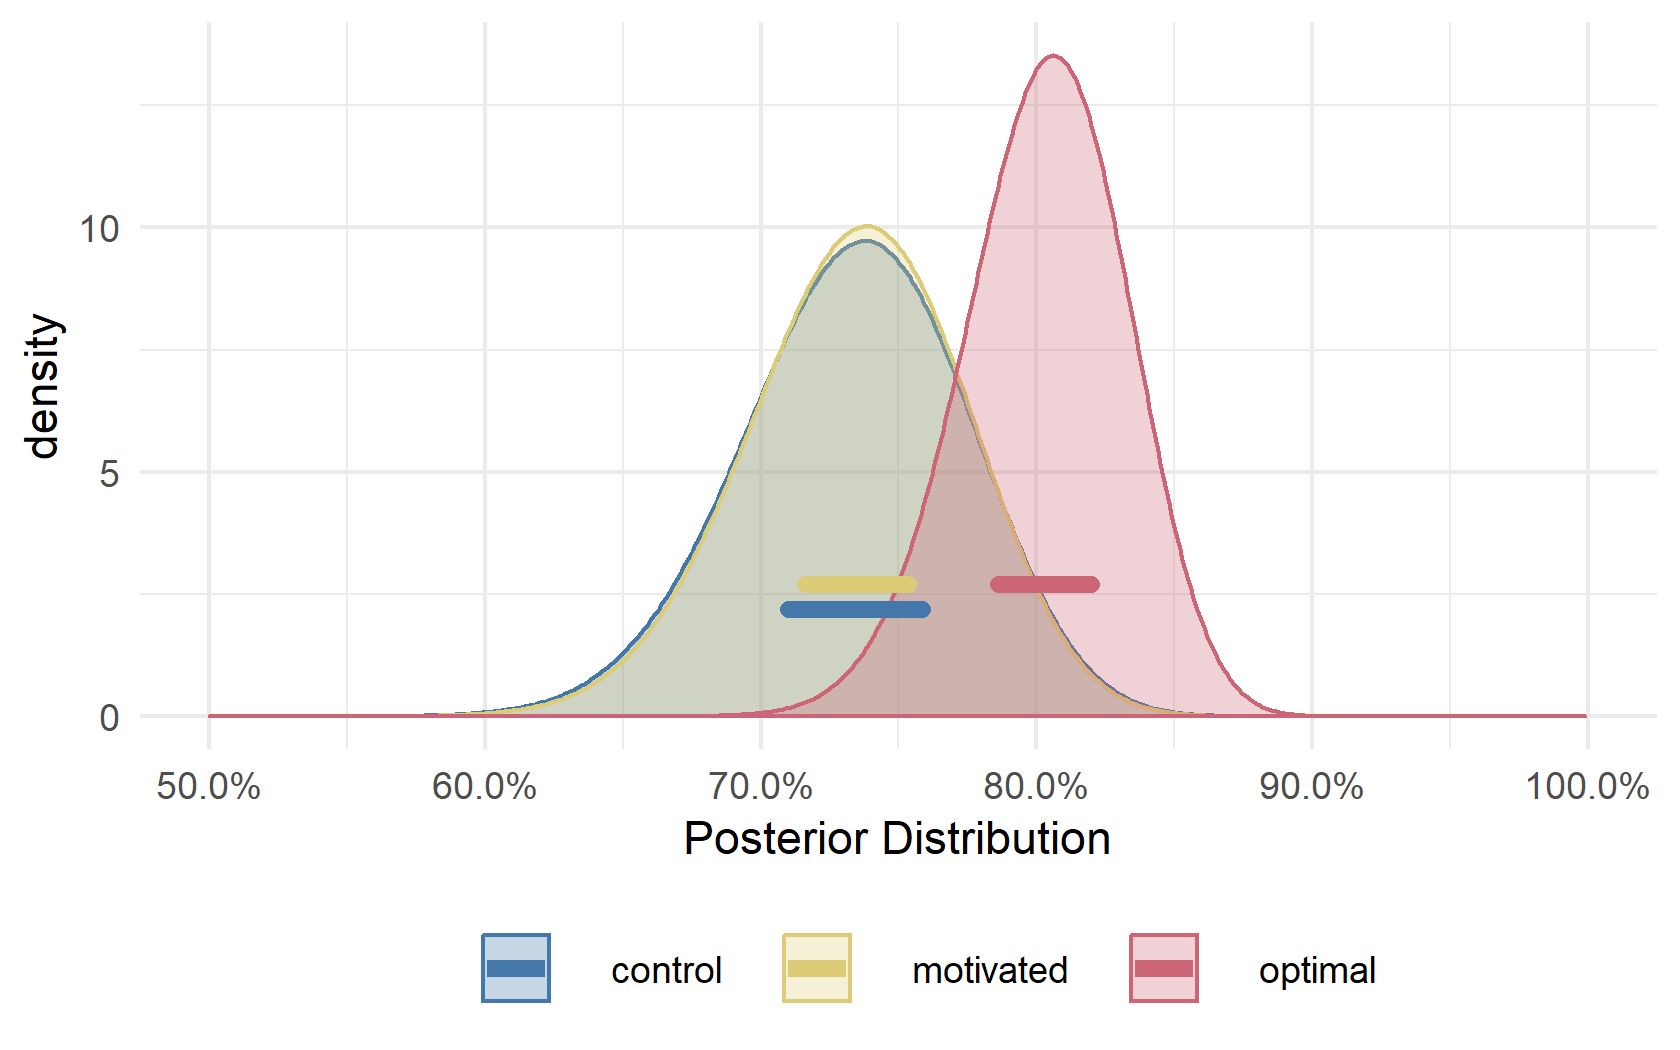 density
10
5
0
50.0% 60.0% 70.0% 80.0% 90.0% 100.0%
Posterior Distribution
control motivated optimal